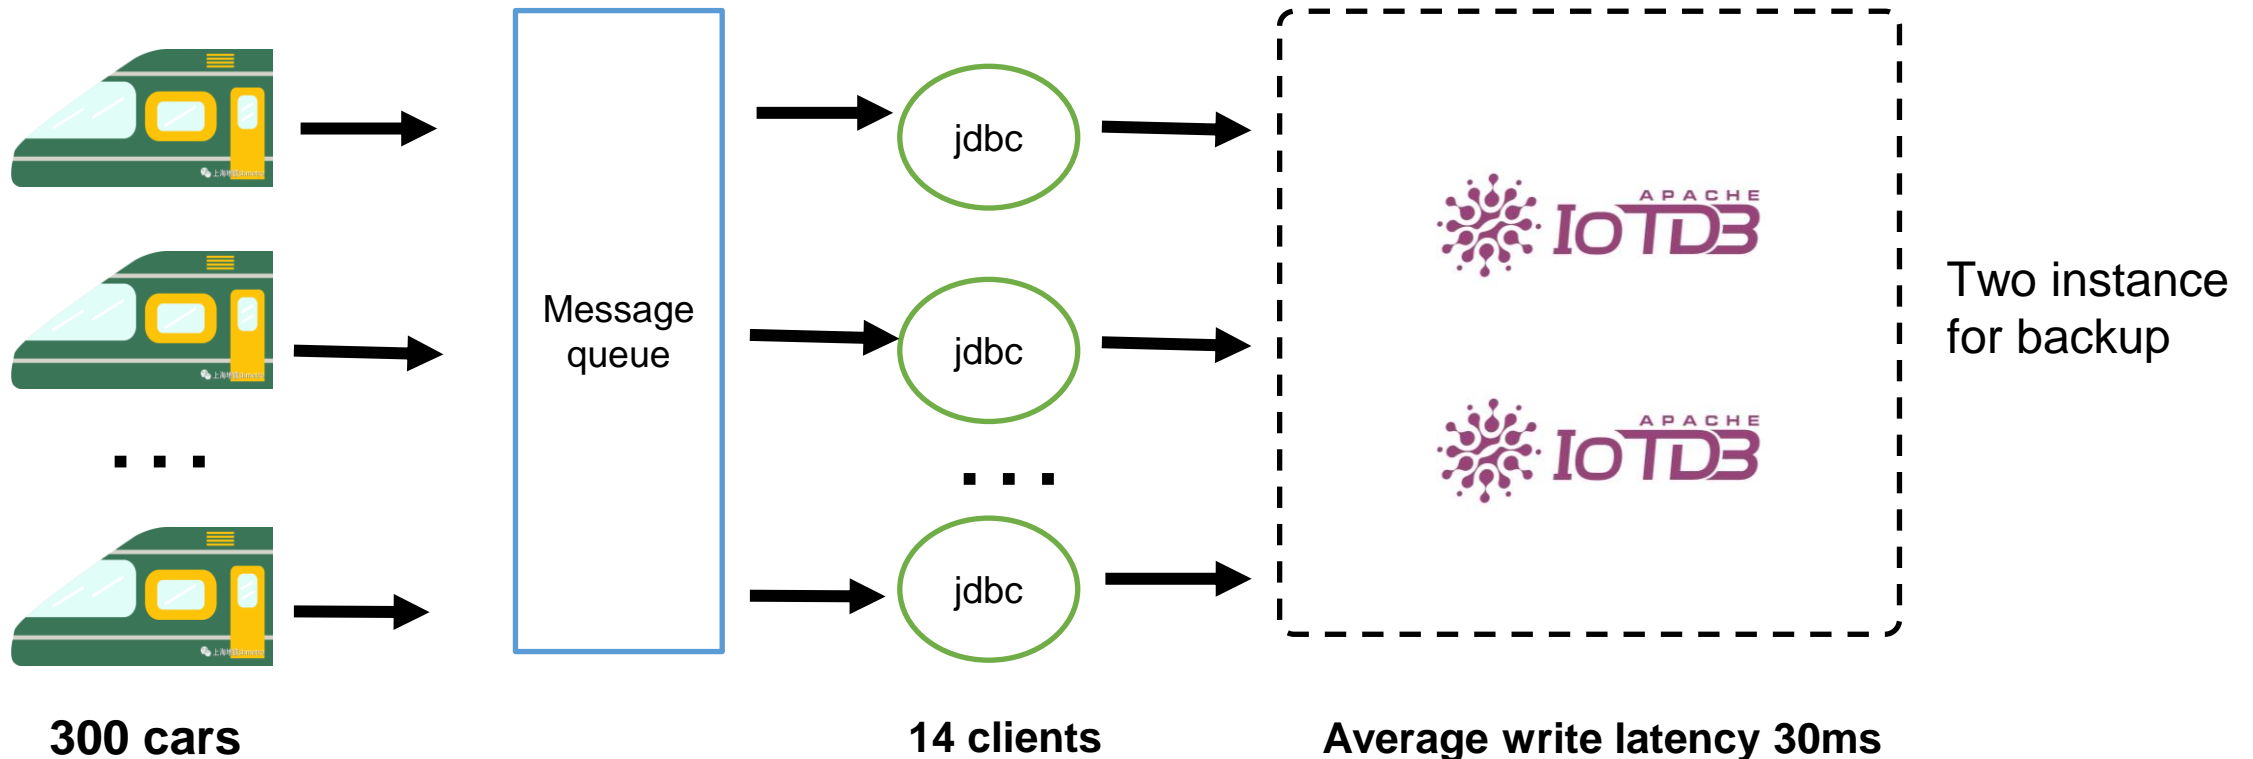 jdbc
APACHE
IoTDB
Message
queue
jdbc
Two instance
for backup
APACHE
IoTDB
jdbc
300 cars
14 clients
Average write latency 30ms